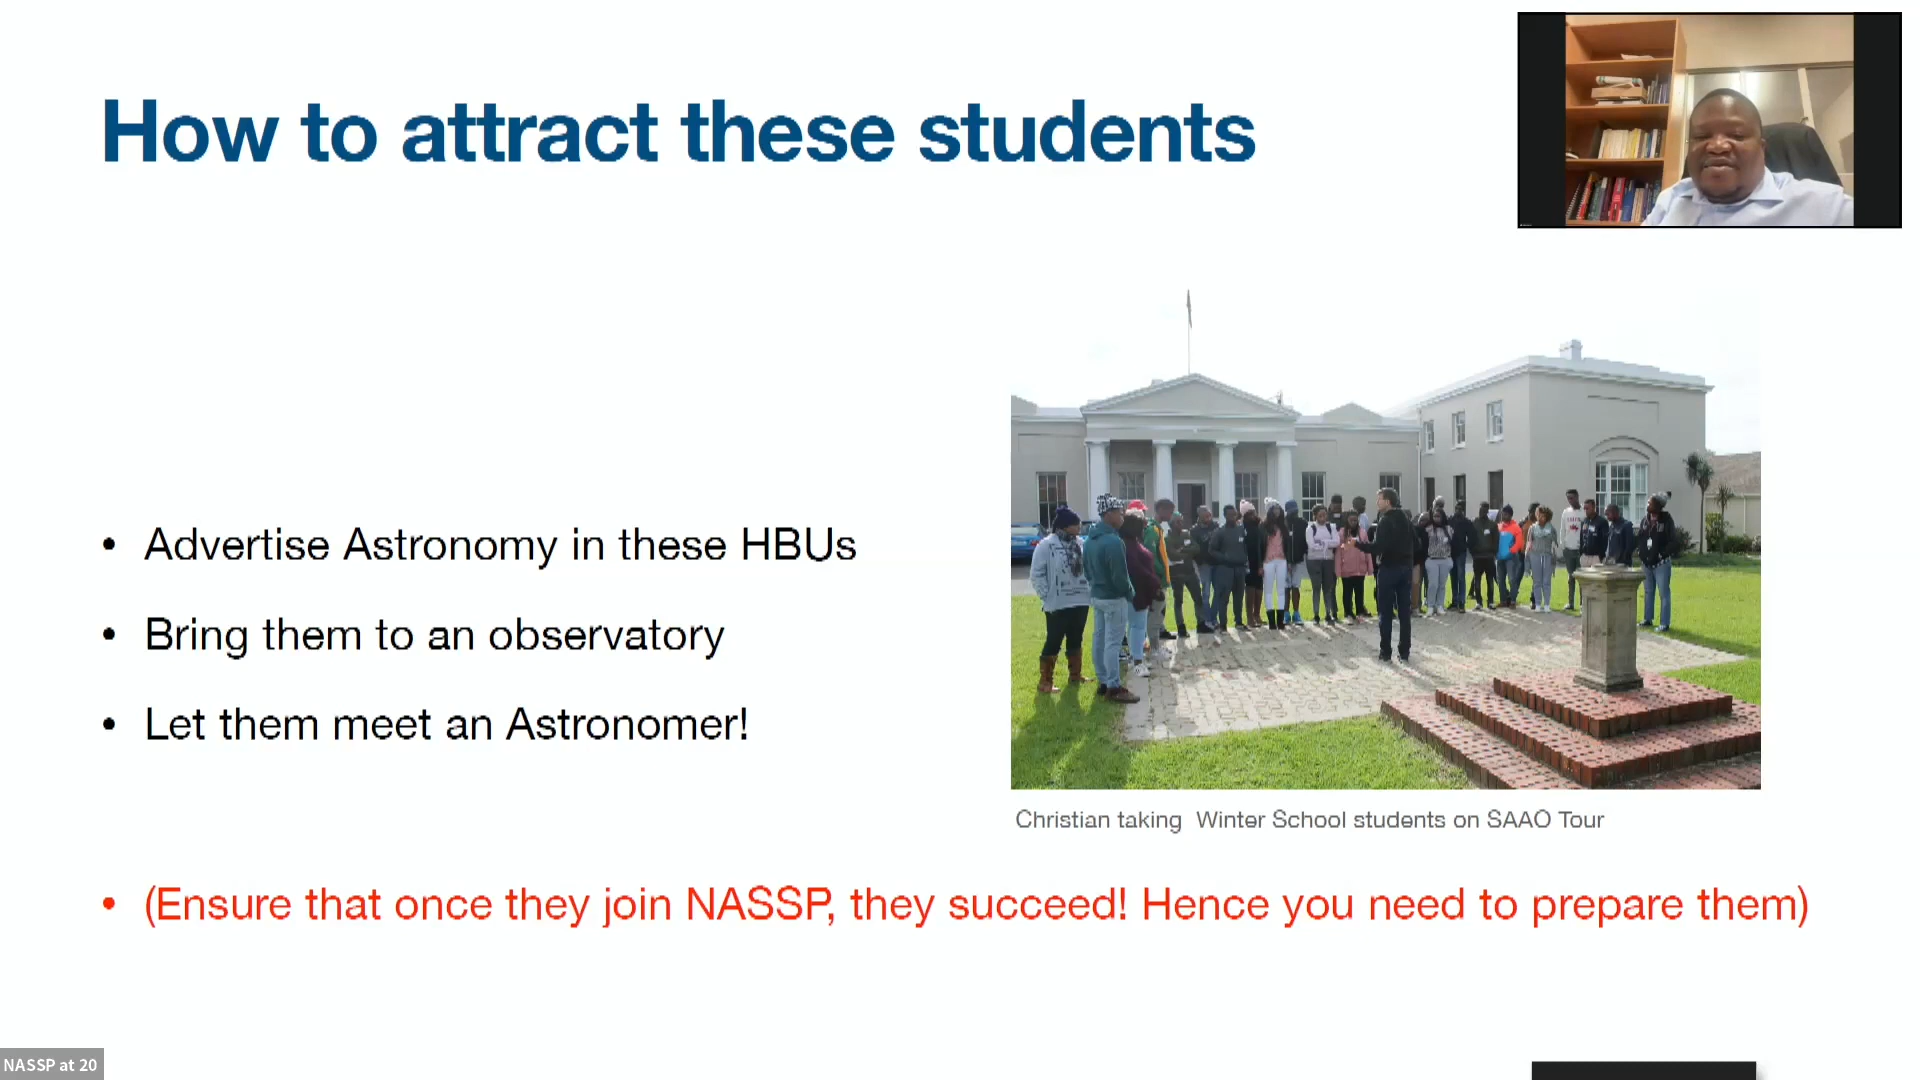 How to attract these students
• Advertise Astronomy in these HBUs
• Bring them to an observatory
• Let them meet an Astronomer!
Christian taking Winter School students on SAAO Tour
• (Ensure that once they join NASSP, they succeed! Hence you need to prepare them)
NASSP at 20